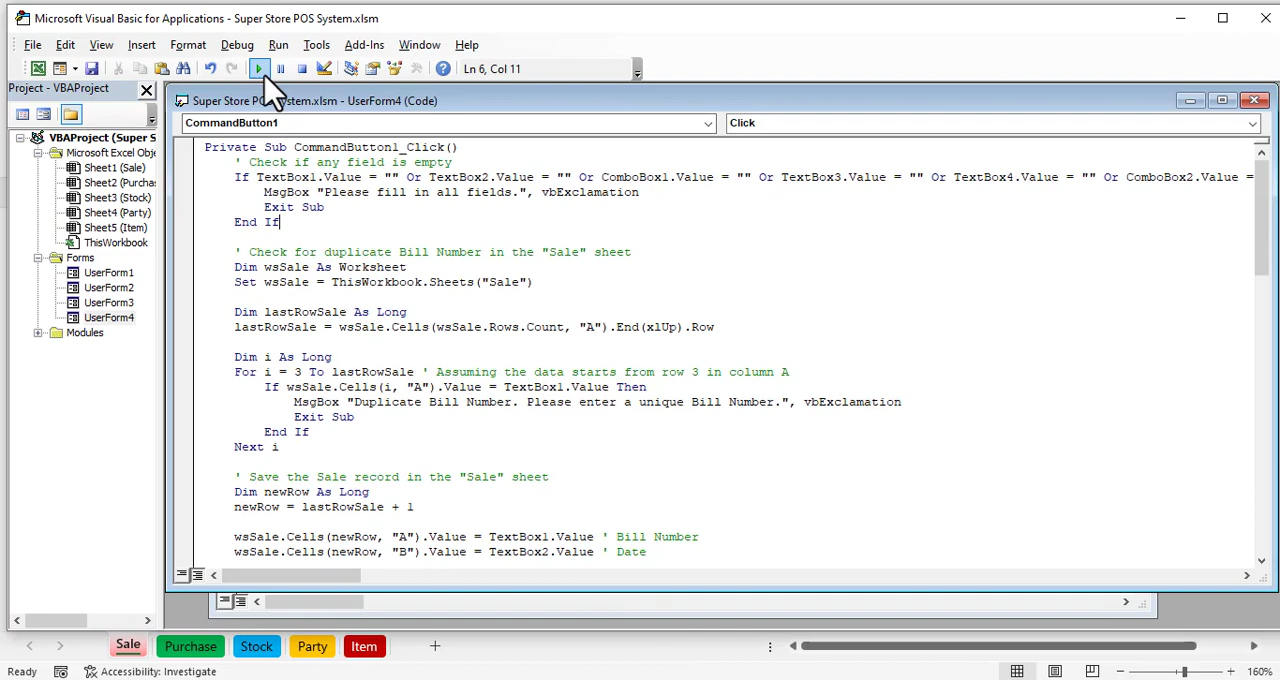 Microsoft Visual Basic for Applications - Super Store POS System.xlsm
File Edit View Insert Format Debug Run Tools Add-Ins Window Help
Ln 6, Col 11
Project - VBAProject
VBAProject (Super S
Microsoft Excel Obje
Sheet1 (Sale)
Sheet2 (Purcha
Sheet3 (Stock)
Sheet4 (Party)
Sheet5 (Item)
ThisWorkbook
Forms
UserForm1
UserForm2
UserForm3
UserForm4
Modules
Super Store PO stem.xlsm - UserForm4 (Code)
CommandButton1 Click
Private Sub CommandButton1_Click()
' Check if any field is empty
If TextBox1.Value = "" Or TextBox2.Value = "" Or ComboBox1.Value = "" Or TextBox3.Value = "" Or TextBox4.Value = "" Or ComboBox2.Value =
MsgBox "Please fill in all fields.", vbExclamation
Exit Sub
End If
' Check for duplicate Bill Number in the "Sale" sheet
Dim wsSale As Worksheet
Set wsSale = ThisWorkbook.Sheets("Sale")
Dim lastRowSale As Long
lastRowSale = wsSale.Cells(wsSale.Rows.Count, "A").End(xlUp).Row
Dim i As Long
For i = 3 To lastRowSale ' Assuming the data starts from row 3 in column A
If wsSale.Cells(i, "A").Value = TextBox1.Value Then
MsgBox "Duplicate Bill Number. Please enter a unique Bill Number.", vbExclamation
Exit Sub
End If
Next i
' Save the Sale record in the "Sale" sheet
Dim newRow As Long
newRow = lastRowSale + 1
wsSale.Cells(newRow, "A").Value = TextBox1.Value ' Bill Number
wsSale.Cells(newRow, "B").Value = TextBox2.Value ' Date
Sale Purchase Stock Party Item
Ready Accessibility: Investigate 160%